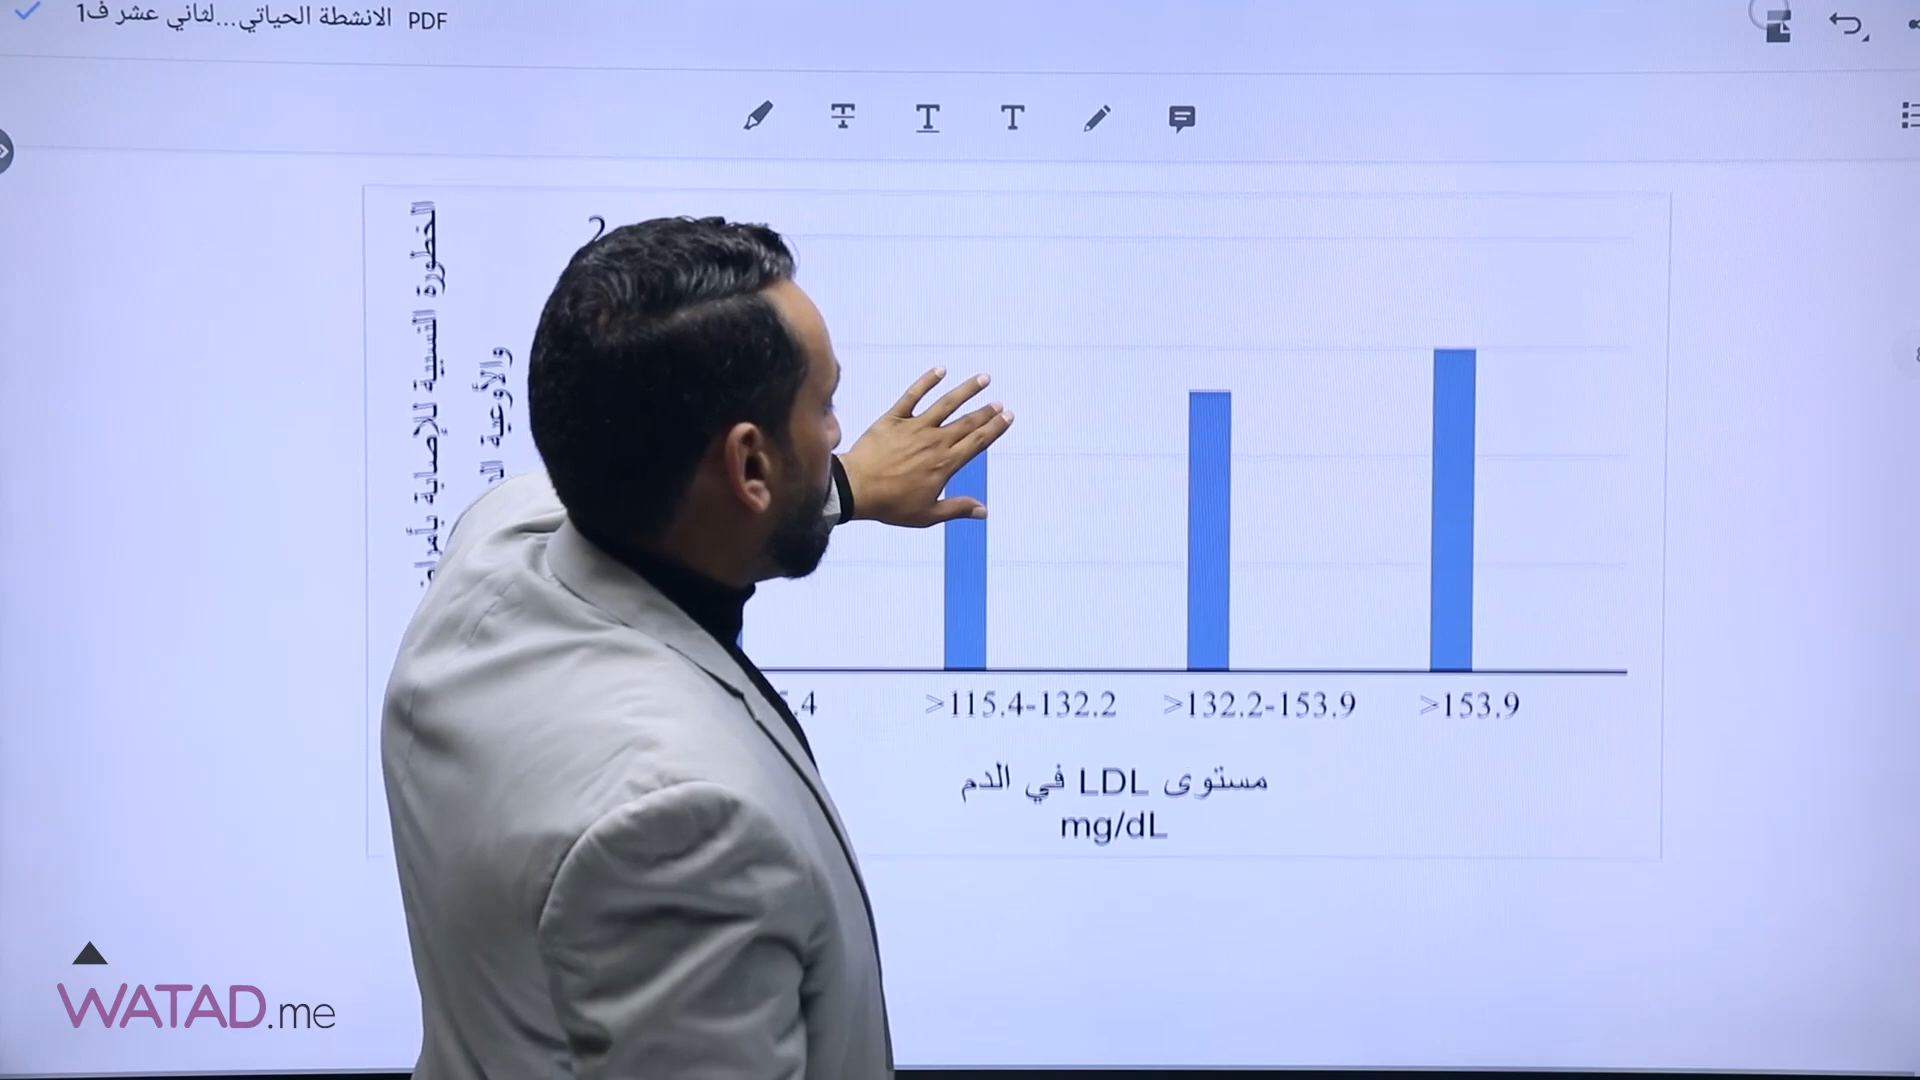 الانشطة الحياتي...لثاني عشر ف1 PDF
2
الخطورة النسبية للإصابة بأمراض
والأوعية
>115.4-132.2
>132.2-153.9
>153.9
مستوى LDL في الدم
mg/dL
WATAD.me